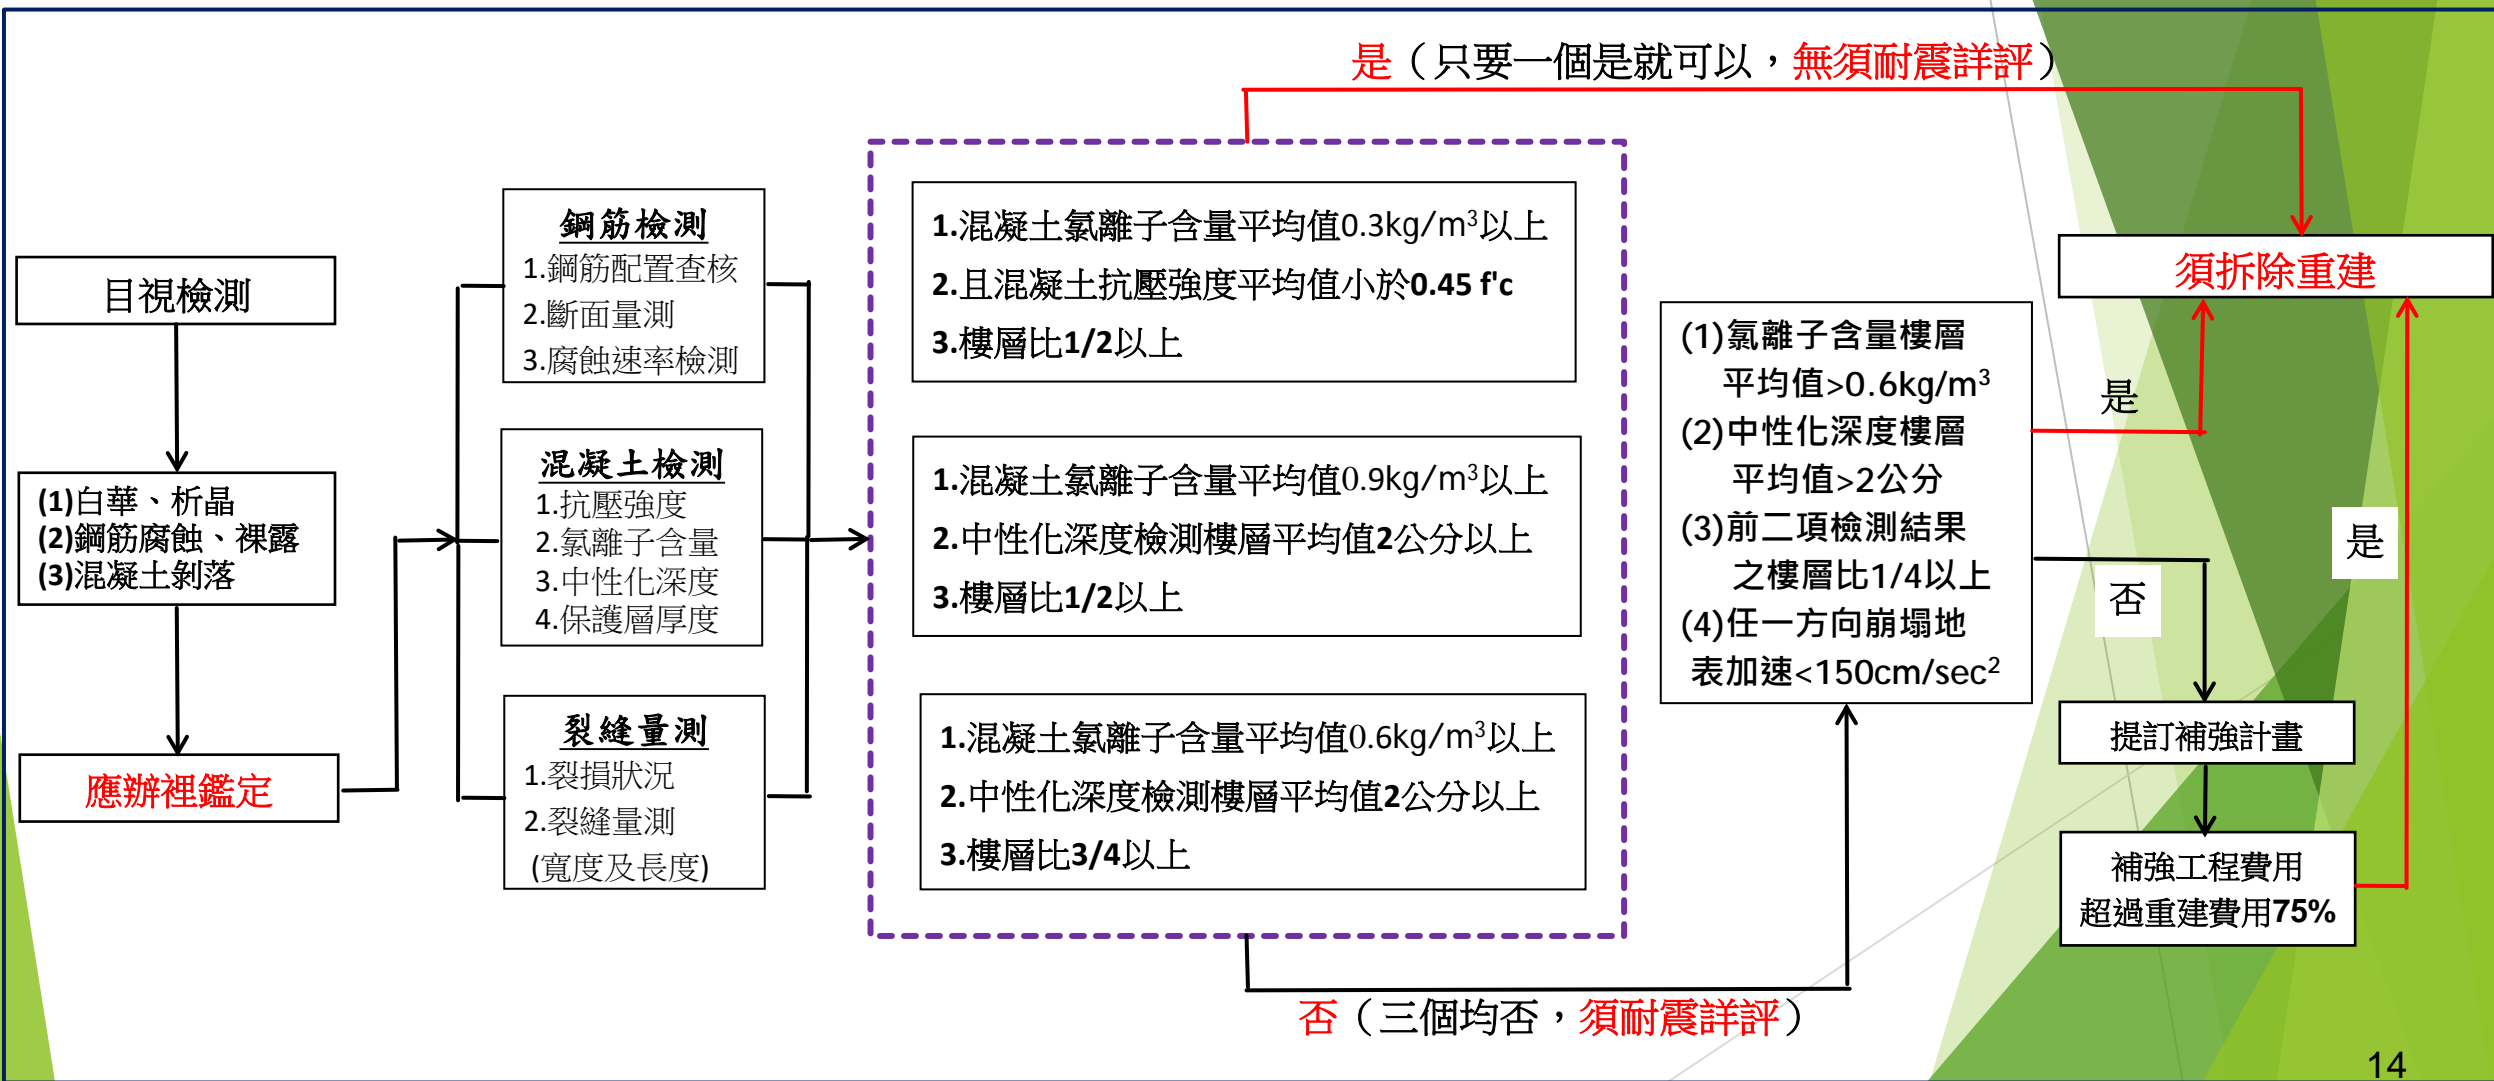 是（只要一個是就可以，無須耐震詳評）
目視檢測
(1)白華、析晶
(2)鋼筋腐蝕、裸露
(3)混凝土剝落
應辦裡鑑定
鋼筋檢測
1.鋼筋配置查核
2.斷面量測
3.腐蝕速率檢測
混凝土檢測
1.抗壓強度
2.氯離子含量
3.中性化深度
4.保護層厚度
裂縫量測
1.裂損狀況
2.裂縫量測
(寬度及長度)
1.混凝土氯離子含量平均值0.3kg/m³以上
2.且混凝土抗壓強度平均值小於0.45 f'c
3.樓層比1/2以上
1.混凝土氯離子含量平均值0.9kg/m³以上
2.中性化深度檢測樓層平均值2公分以上
3.樓層比1/2以上
1.混凝土氯離子含量平均值0.6kg/m³以上
2.中性化深度檢測樓層平均值2公分以上
3.樓層比3/4以上
否（三個均否，須耐震詳評）
(1)氯離子含量樓層
平均值>0.6kg/m³
(2)中性化深度樓層
平均值>2公分
(3)前二項檢測結果
之樓層比1/4以上
(4)任一方向崩塌地
表加速<150cm/sec²
須拆除重建
是
否
是
提訂補強計畫
補強工程費用
超過重建費用75%
14